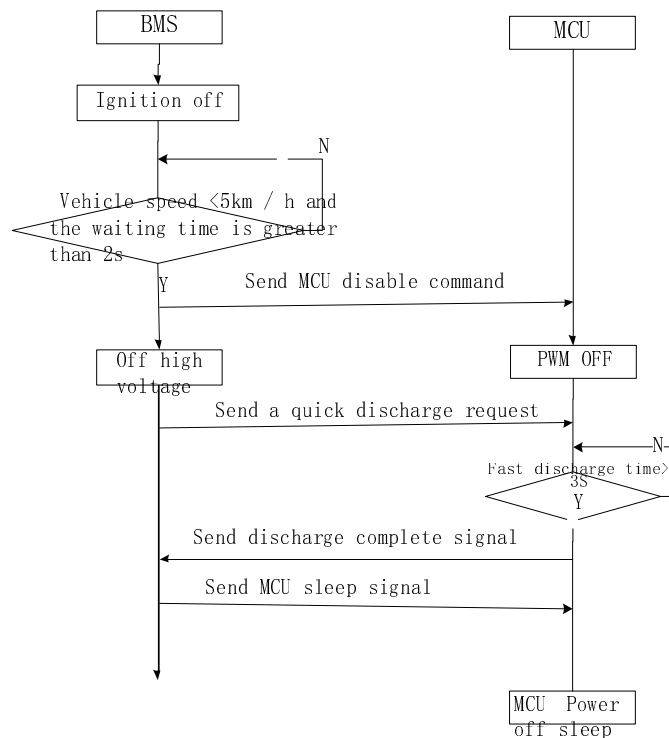 BMS
MCU
Ignition off
N
Vehicle speed <5km / h and
the waiting time is greater
than 2s
Y
Send MCU disable command
Off high
voltage
PWM OFF
Send a quick discharge request
N
Fast discharge time>
3S
Y
Send discharge complete signal
Send MCU sleep signal
MCU Power
off sleep